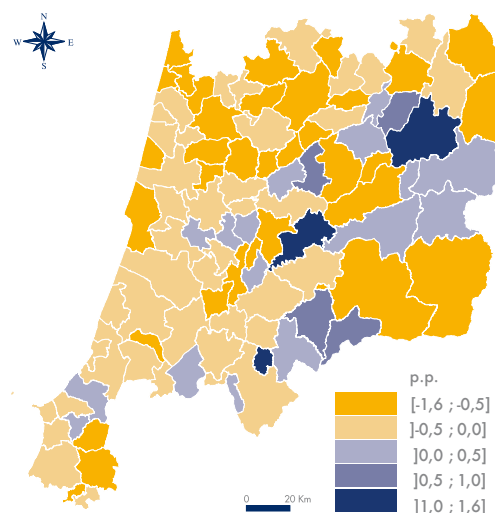 N
W E
S
p.p.
[-1,6 ; -0,5]
]-0,5 ; 0,0]
]0,0 ; 0,5]
]0,5 ; 1,0]
]1,0 ; 1,6]
0 20 Km